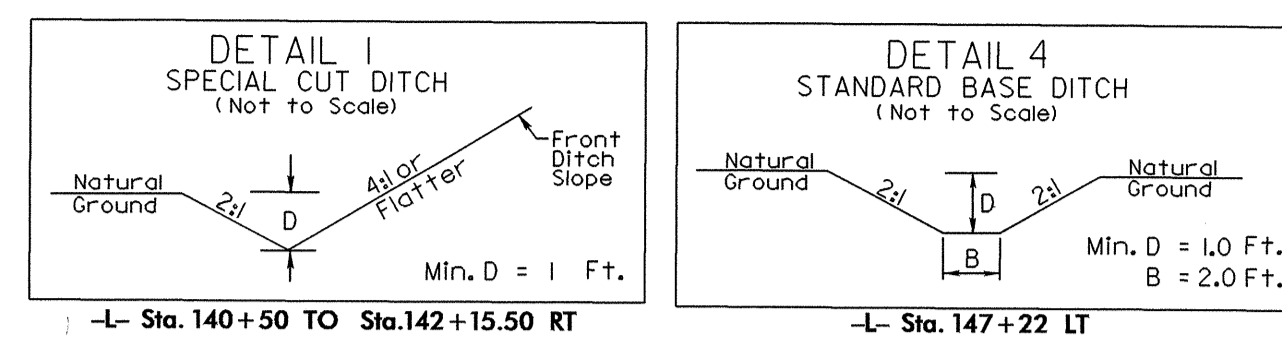 DETAIL 1
SPECIAL CUT DITCH
(Not to Scale)
Natural
Ground
2:1
D
4:1 or
Flatter
Front
Ditch
Slope
Min. D = 1 Ft.
-L- Sta. 140+50 TO Sta.142+15.50 RT
DETAIL 4
STANDARD BASE DITCH
(Not to Scale)
Natural
Ground
2:1
D
2:1
Natural
Ground
B
Min. D = 1.0 Ft.
B = 2.0 Ft.
-L- Sta. 147+22 LT